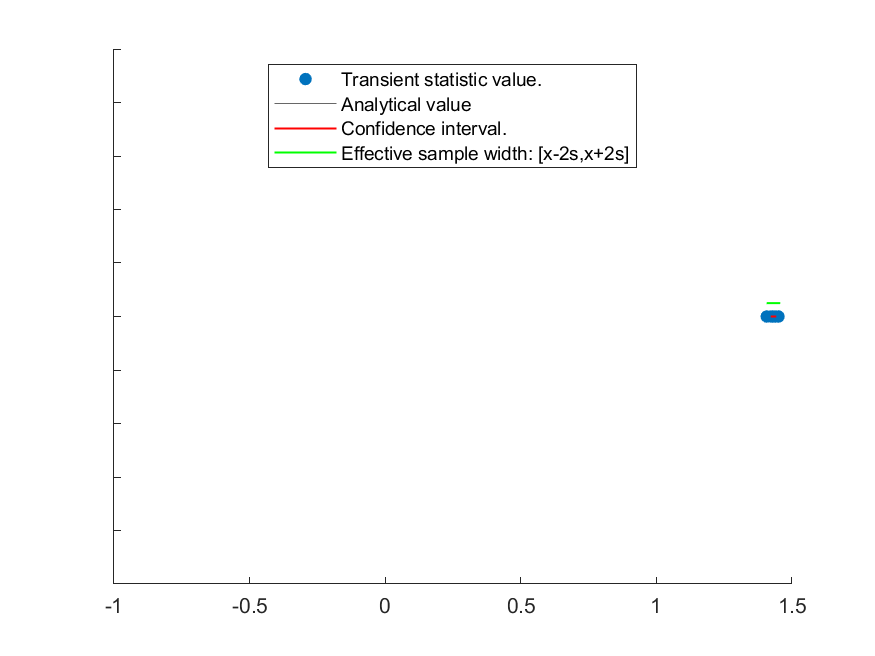 Transient statistic value.
Analytical value
Confidence interval.
Effective sample width: [x-2s,x+2s]
-1 -0.5 0 0.5 1 1.5